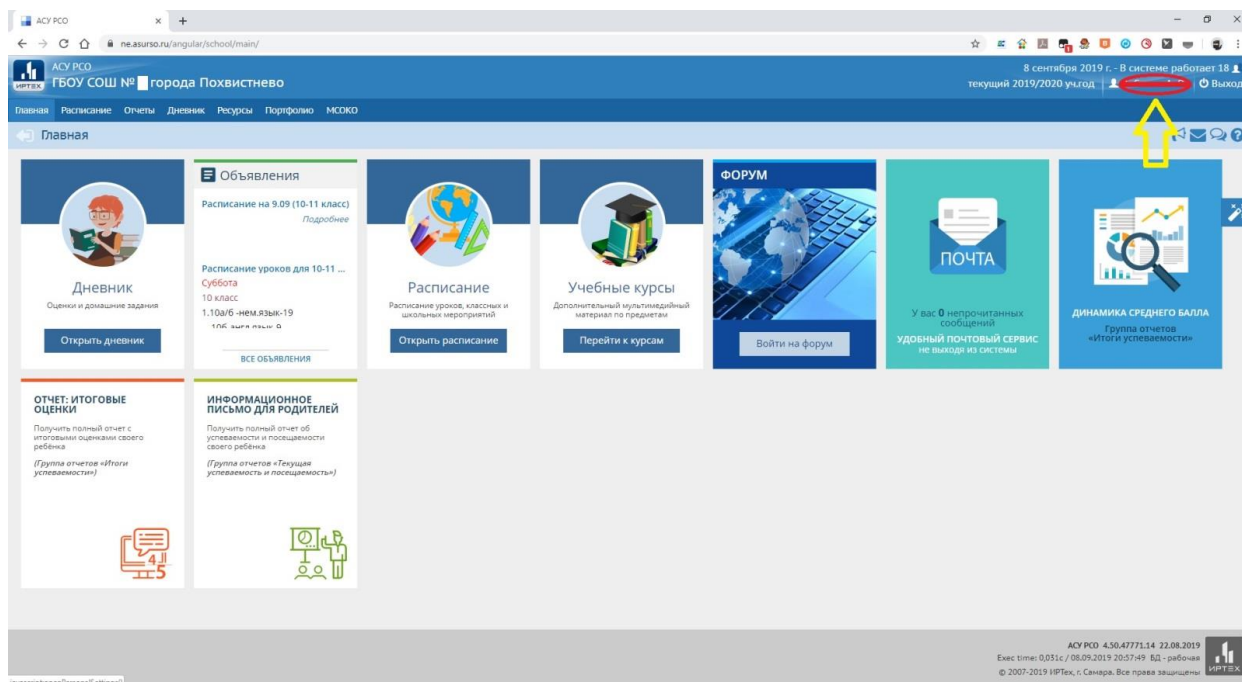 АСУ РСО
ne.asurso.ru/angular/school/main/
АСУ РСО
ГБОУ СОШ № города Похвистнево
8 сентября 2019 г. - В системе работает 18
текущий 2019/2020 уч.год
Выход
ИРТЕХ
Главная Расписание Отчеты Дневник Ресурсы Портфолио МСОКО
Главная
Дневник
Оценки и домашние задания
Открыть дневник
Объявления
Расписание на 9.09 (10-11 класс)
Подробнее
Расписание уроков для 10-11 ...
Суббота
10 класс
1.10а/б -нем.язык-19
ВСЕ ОБЪЯВЛЕНИЯ
Расписание
Расписание уроков, классных и
школьных мероприятий
Открыть расписание
Учебные курсы
Дополнительный мультимедийный
материал по предметам
Перейти к курсам
ФОРУМ
Войти на форум
ПОЧТА
У вас 0 непрочитанных
сообщений
УДОБНЫЙ ПОЧТОВЫЙ СЕРВИС
не выходя из системы
ДИНАМИКА СРЕДНЕГО БАЛЛА
Группа отчетов
«Итоги успеваемости»
ОТЧЕТ: ИТОГОВЫЕ
ОЦЕНКИ
Получить полный отчет с
итоговыми оценками своего
ребёнка
(Группа отчетов «Итоги
успеваемости»)
4
5
ИНФОРМАЦИОННОЕ
ПИСЬМО ДЛЯ РОДИТЕЛЕЙ
Получить полный отчет об
успеваемости и посещаемости
своего ребёнка
(Группа отчетов «Текущая
успеваемость и посещаемость»)
АСУ РСО 4.50.47771.14 22.08.2019
Exec time: 0,031c / 08.09.2019 20:57:49 БД - рабочая
© 2007-2019 ИРТех, г. Самара. Все права защищены
ИРТЕХ